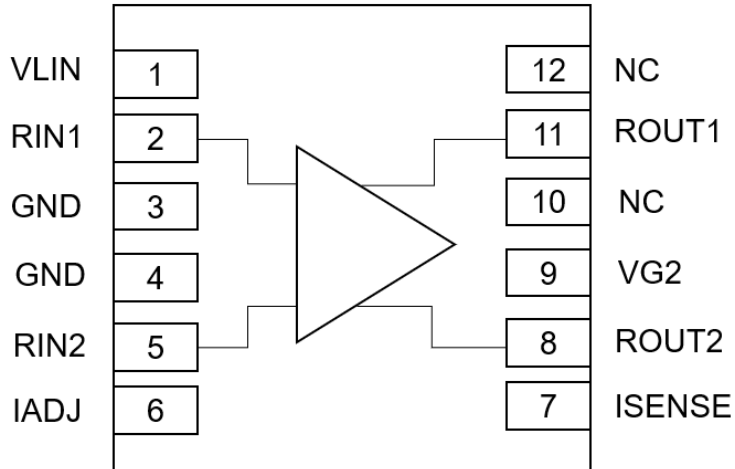 VLIN 1 12 NC
RIN1 2 11 ROUT1
GND 3 10 NC
GND 4 9 VG2
RIN2 5 8 ROUT2
IADJ 6 7 ISENSE